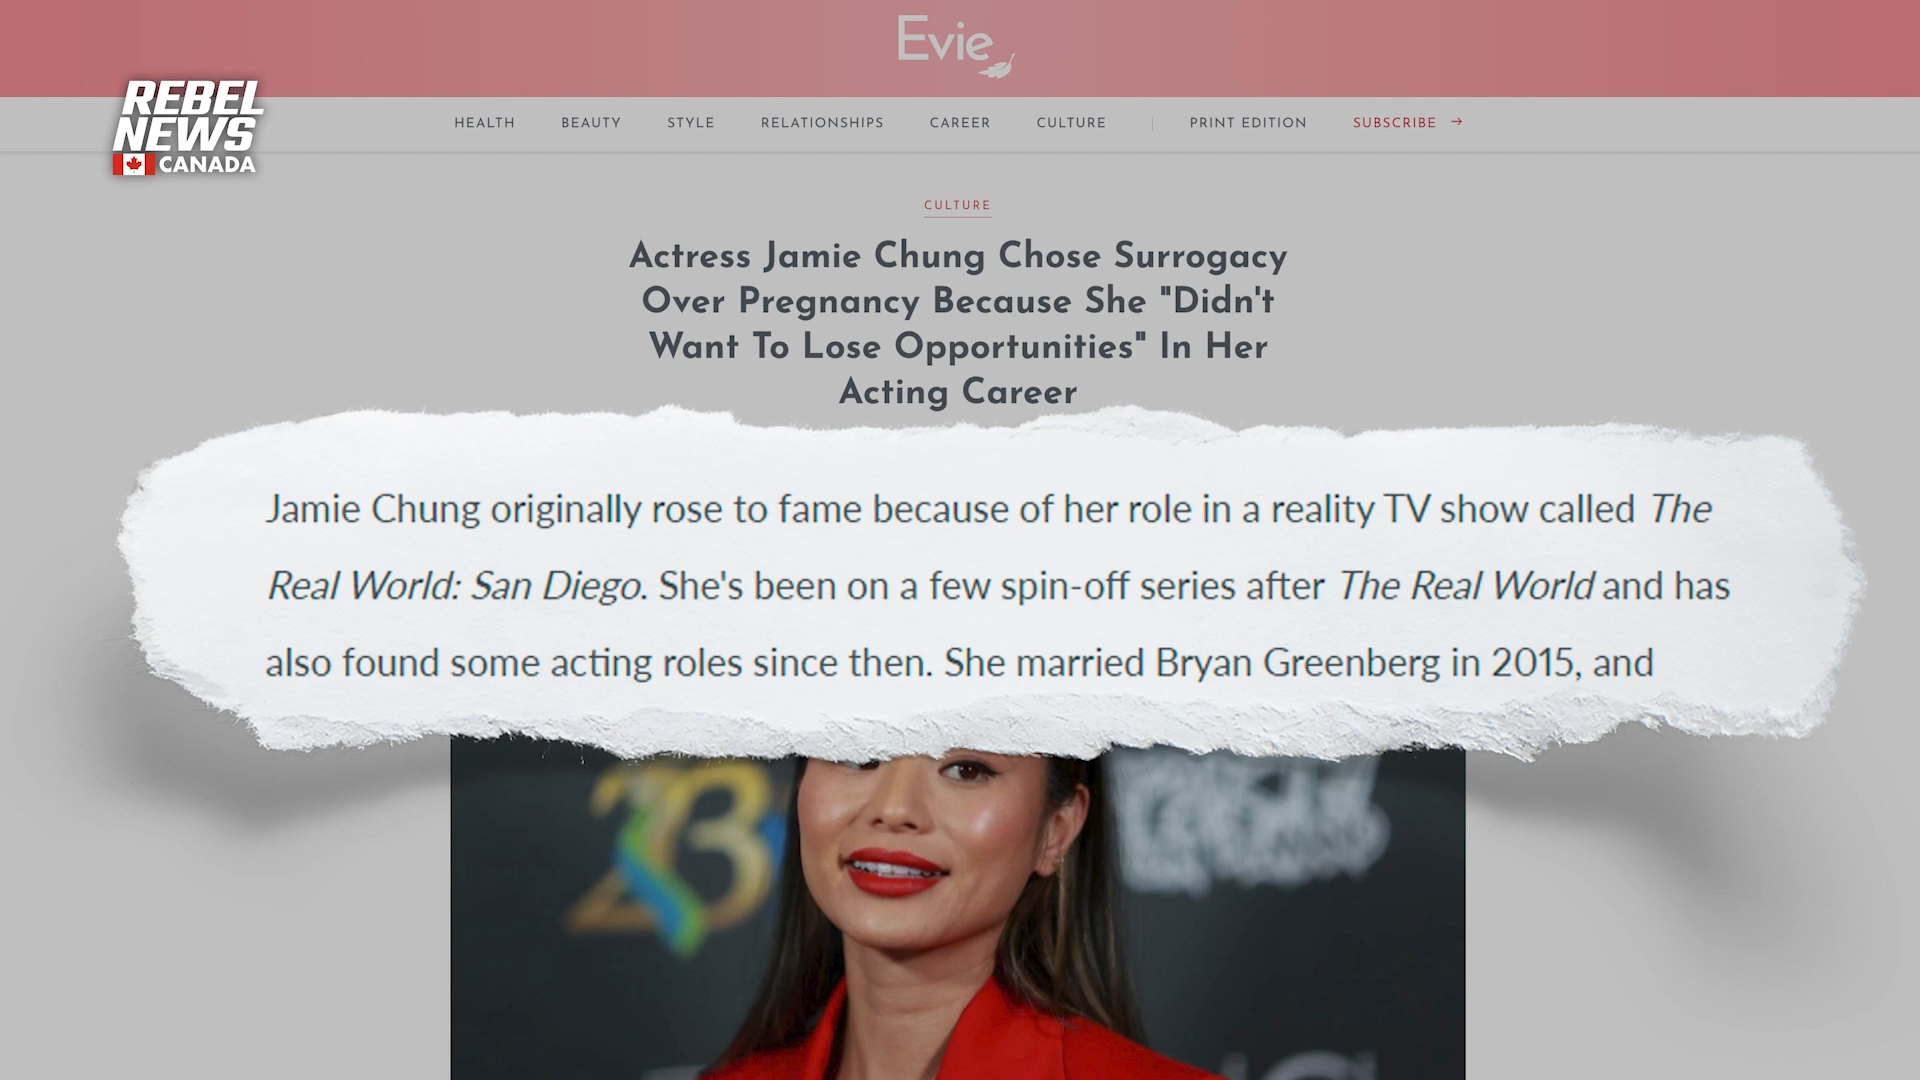 Evie
REBEL
NEWS
CANADA
HEALTH BEAUTY STYLE RELATIONSHIPS CAREER CULTURE PRINT EDITION SUBSCRIBE →
CULTURE
Actress Jamie Chung Chose Surrogacy
Over Pregnancy Because She "Didn't
Want To Lose Opportunities" In Her
Acting Career
Jamie Chung originally rose to fame because of her role in a reality TV show called The
Real World: San Diego. She's been on a few spin-off series after The Real World and has
also found some acting roles since then. She married Bryan Greenberg in 2015, and
23